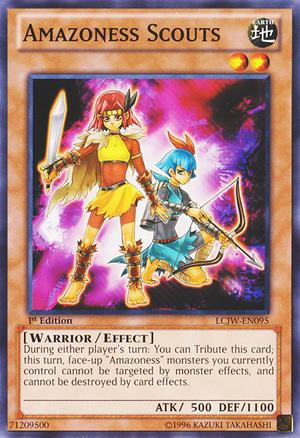 AMAZONESS SCOUTS
EARTH
地
1st Edition
LCJW-EN095
[WARRIOR / EFFECT]
During either player's turn: You can Tribute this card;
this turn, face-up "Amazoness" monsters you currently
control cannot be targeted by monster effects, and
cannot be destroyed by card effects.
ATK/ 500 DEF/ 1100
71209500
©1996 KAZUKI TAKAHASHI